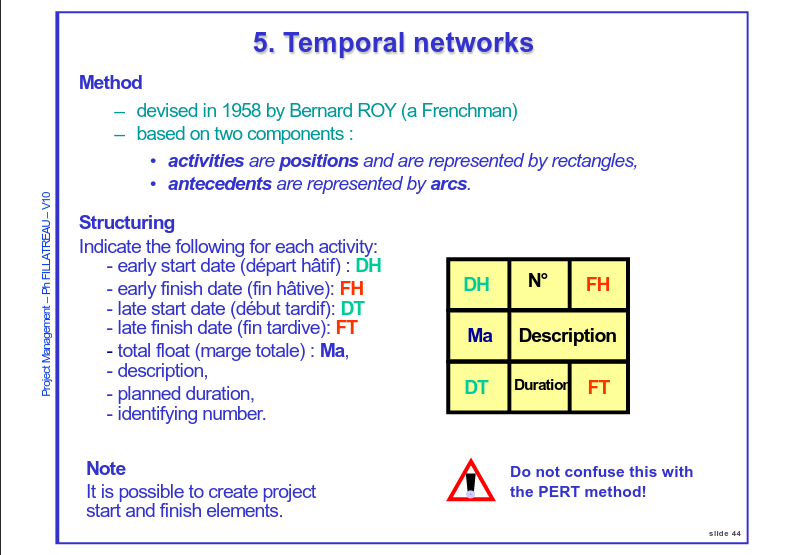 5. Temporal networks
Method
– devised in 1958 by Bernard ROY (a Frenchman)
– based on two components :
• activities are positions and are represented by rectangles,
• antecedents are represented by arcs.
Structuring
Indicate the following for each activity:
- early start date (départ hâtif) : DH
- early finish date (fin hâtive): FH
- late start date (début tardif): DT
- late finish date (fin tardive): FT
- total float (marge totale) : Ma,
- description,
- planned duration,
- identifying number.
DH N° FH
Ma Description
DT Duration FT
Note
It is possible to create project
start and finish elements.
Do not confuse this with
the PERT method!
Project Management – Ph FILLATREAU – V10
slide 44